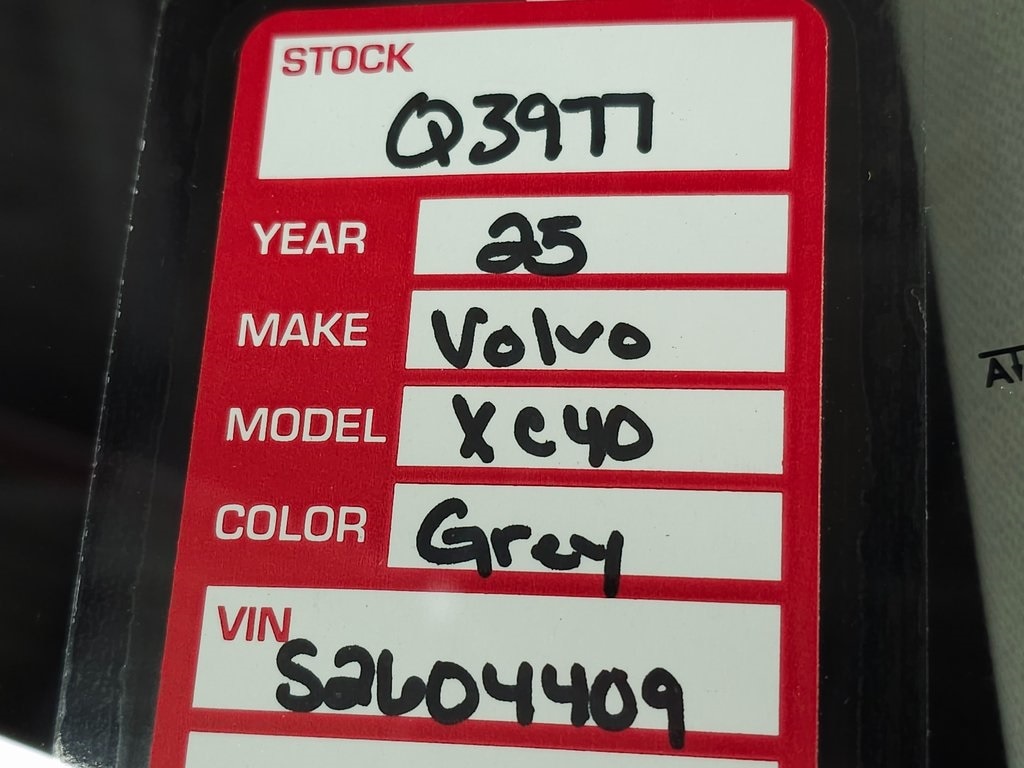 STOCK
Q3977
YEAR 25
MAKE Volvo
MODEL XC40
COLOR Grey
VIN
S2604409